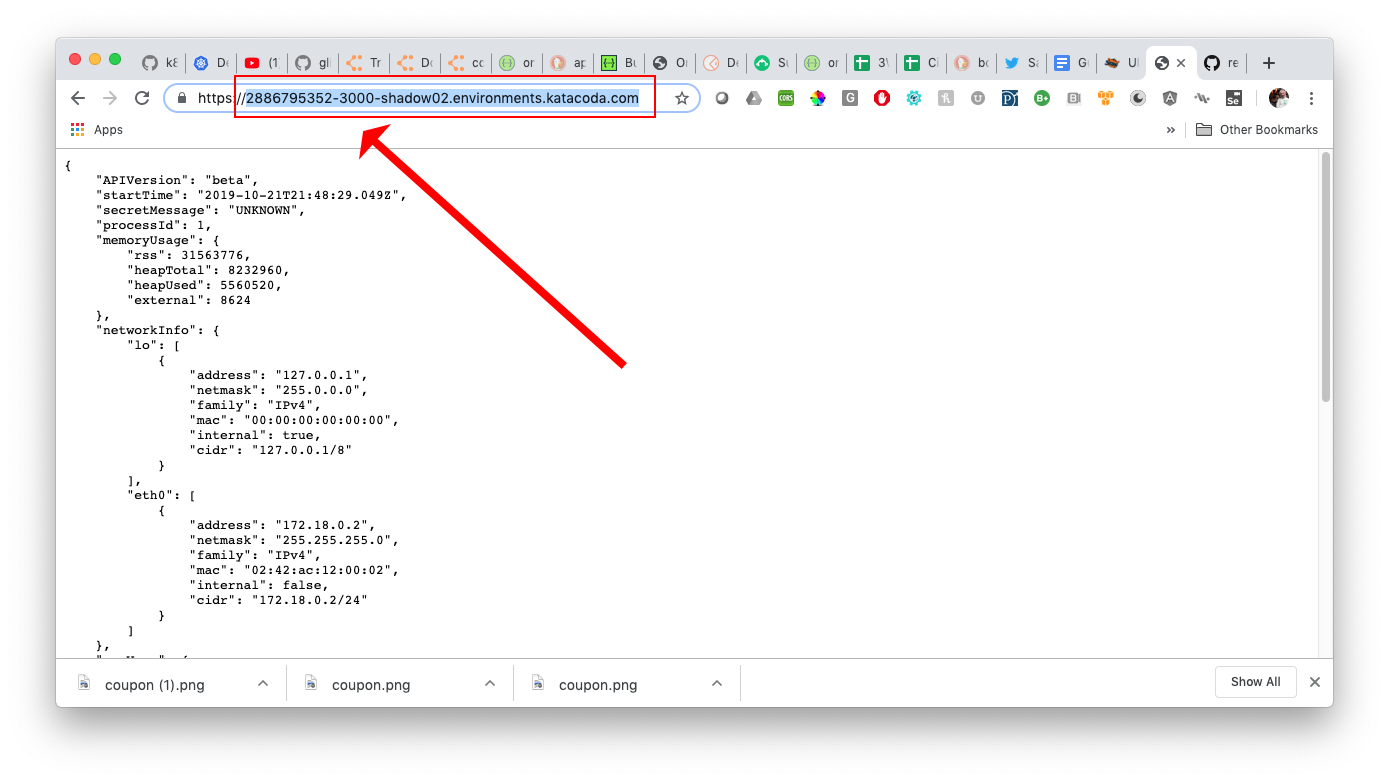 k8 De (1 gli Tr Do cc or ap Bu Or De Su or 3\ Ci bc Sa Gi Ul re
https://2886795352-3000-shadow02.environments.katacoda.com
Apps » Other Bookmarks
{
"APIVersion": "beta",
"startTime": "2019-10-21T21:48:29.049Z",
"secretMessage": "UNKNOWN",
"processId": 1,
"memoryUsage": {
"rss": 31563776,
"heapTotal": 8232960,
"heapUsed": 5560520,
"external": 8624
},
"networkInfo": {
"lo": [
{
"address": "127.0.0.1",
"netmask": "255.0.0.0",
"family": "IPv4",
"mac": "00:00:00:00:00:00",
"internal": true,
"cidr": "127.0.0.1/8"
}
],
"eth0": [
{
"address": "172.18.0.2",
"netmask": "255.255.255.0",
"family": "IPv4",
"mac": "02:42:ac:12:00:02",
"internal": false,
"cidr": "172.18.0.2/24"
}
]
},
coupon (1).png coupon.png coupon.png Show All